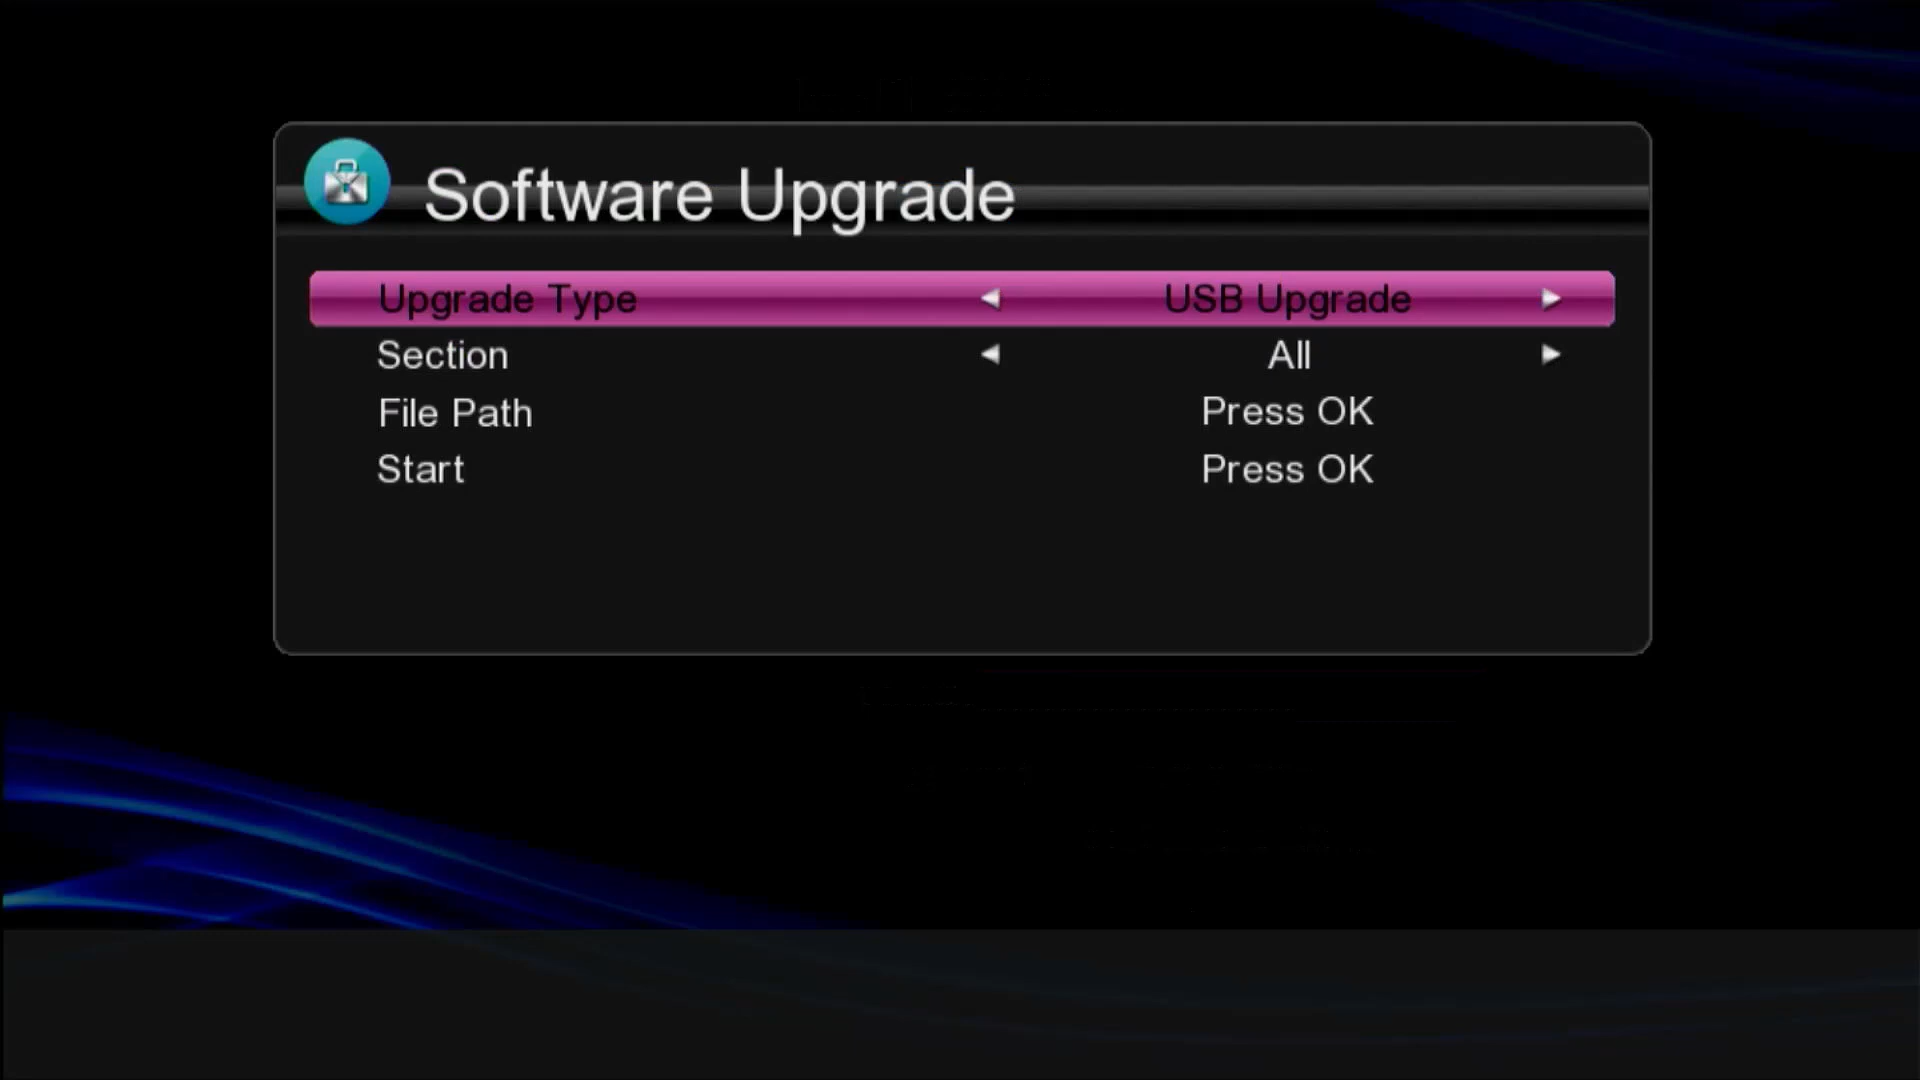 Software Upgrade
Upgrade Type USB Upgrade
Section All
File Path Press OK
Start Press OK